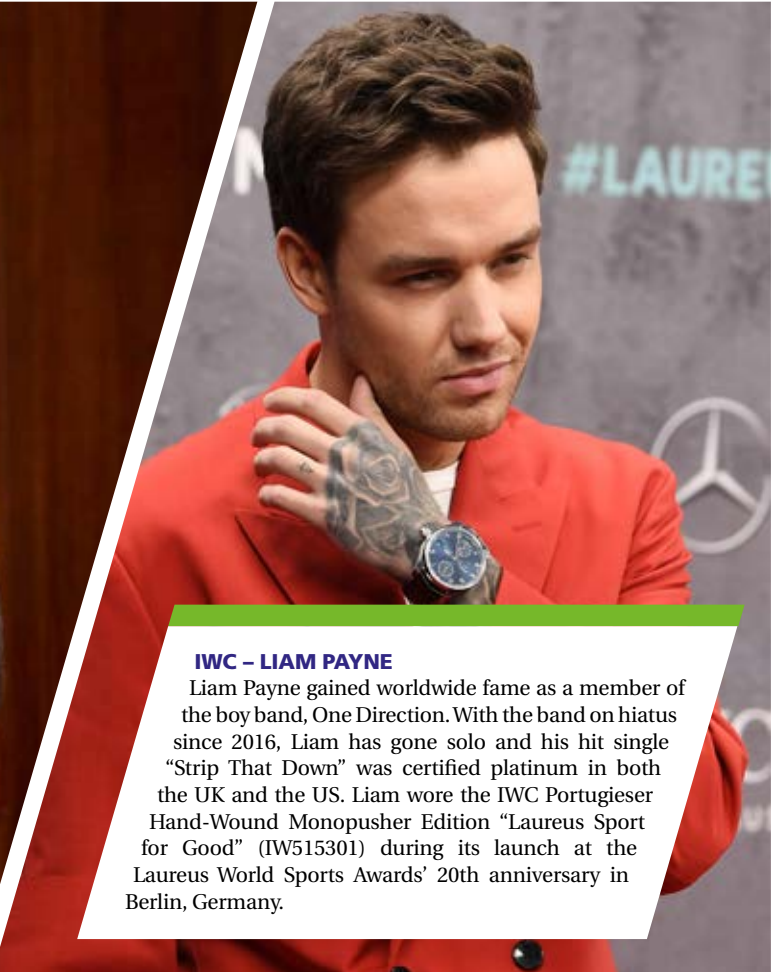 #LAURE
IWC – LIAM PAYNE
Liam Payne gained worldwide fame as a member of
the boy band, One Direction. With the band on hiatus
since 2016, Liam has gone solo and his hit single
“Strip That Down” was certified platinum in both
the UK and the US. Liam wore the IWC Portugieser
Hand-Wound Monopusher Edition “Laureus Sport
for Good” (IW515301) during its launch at the
Laureus World Sports Awards’ 20th anniversary in
Berlin, Germany.